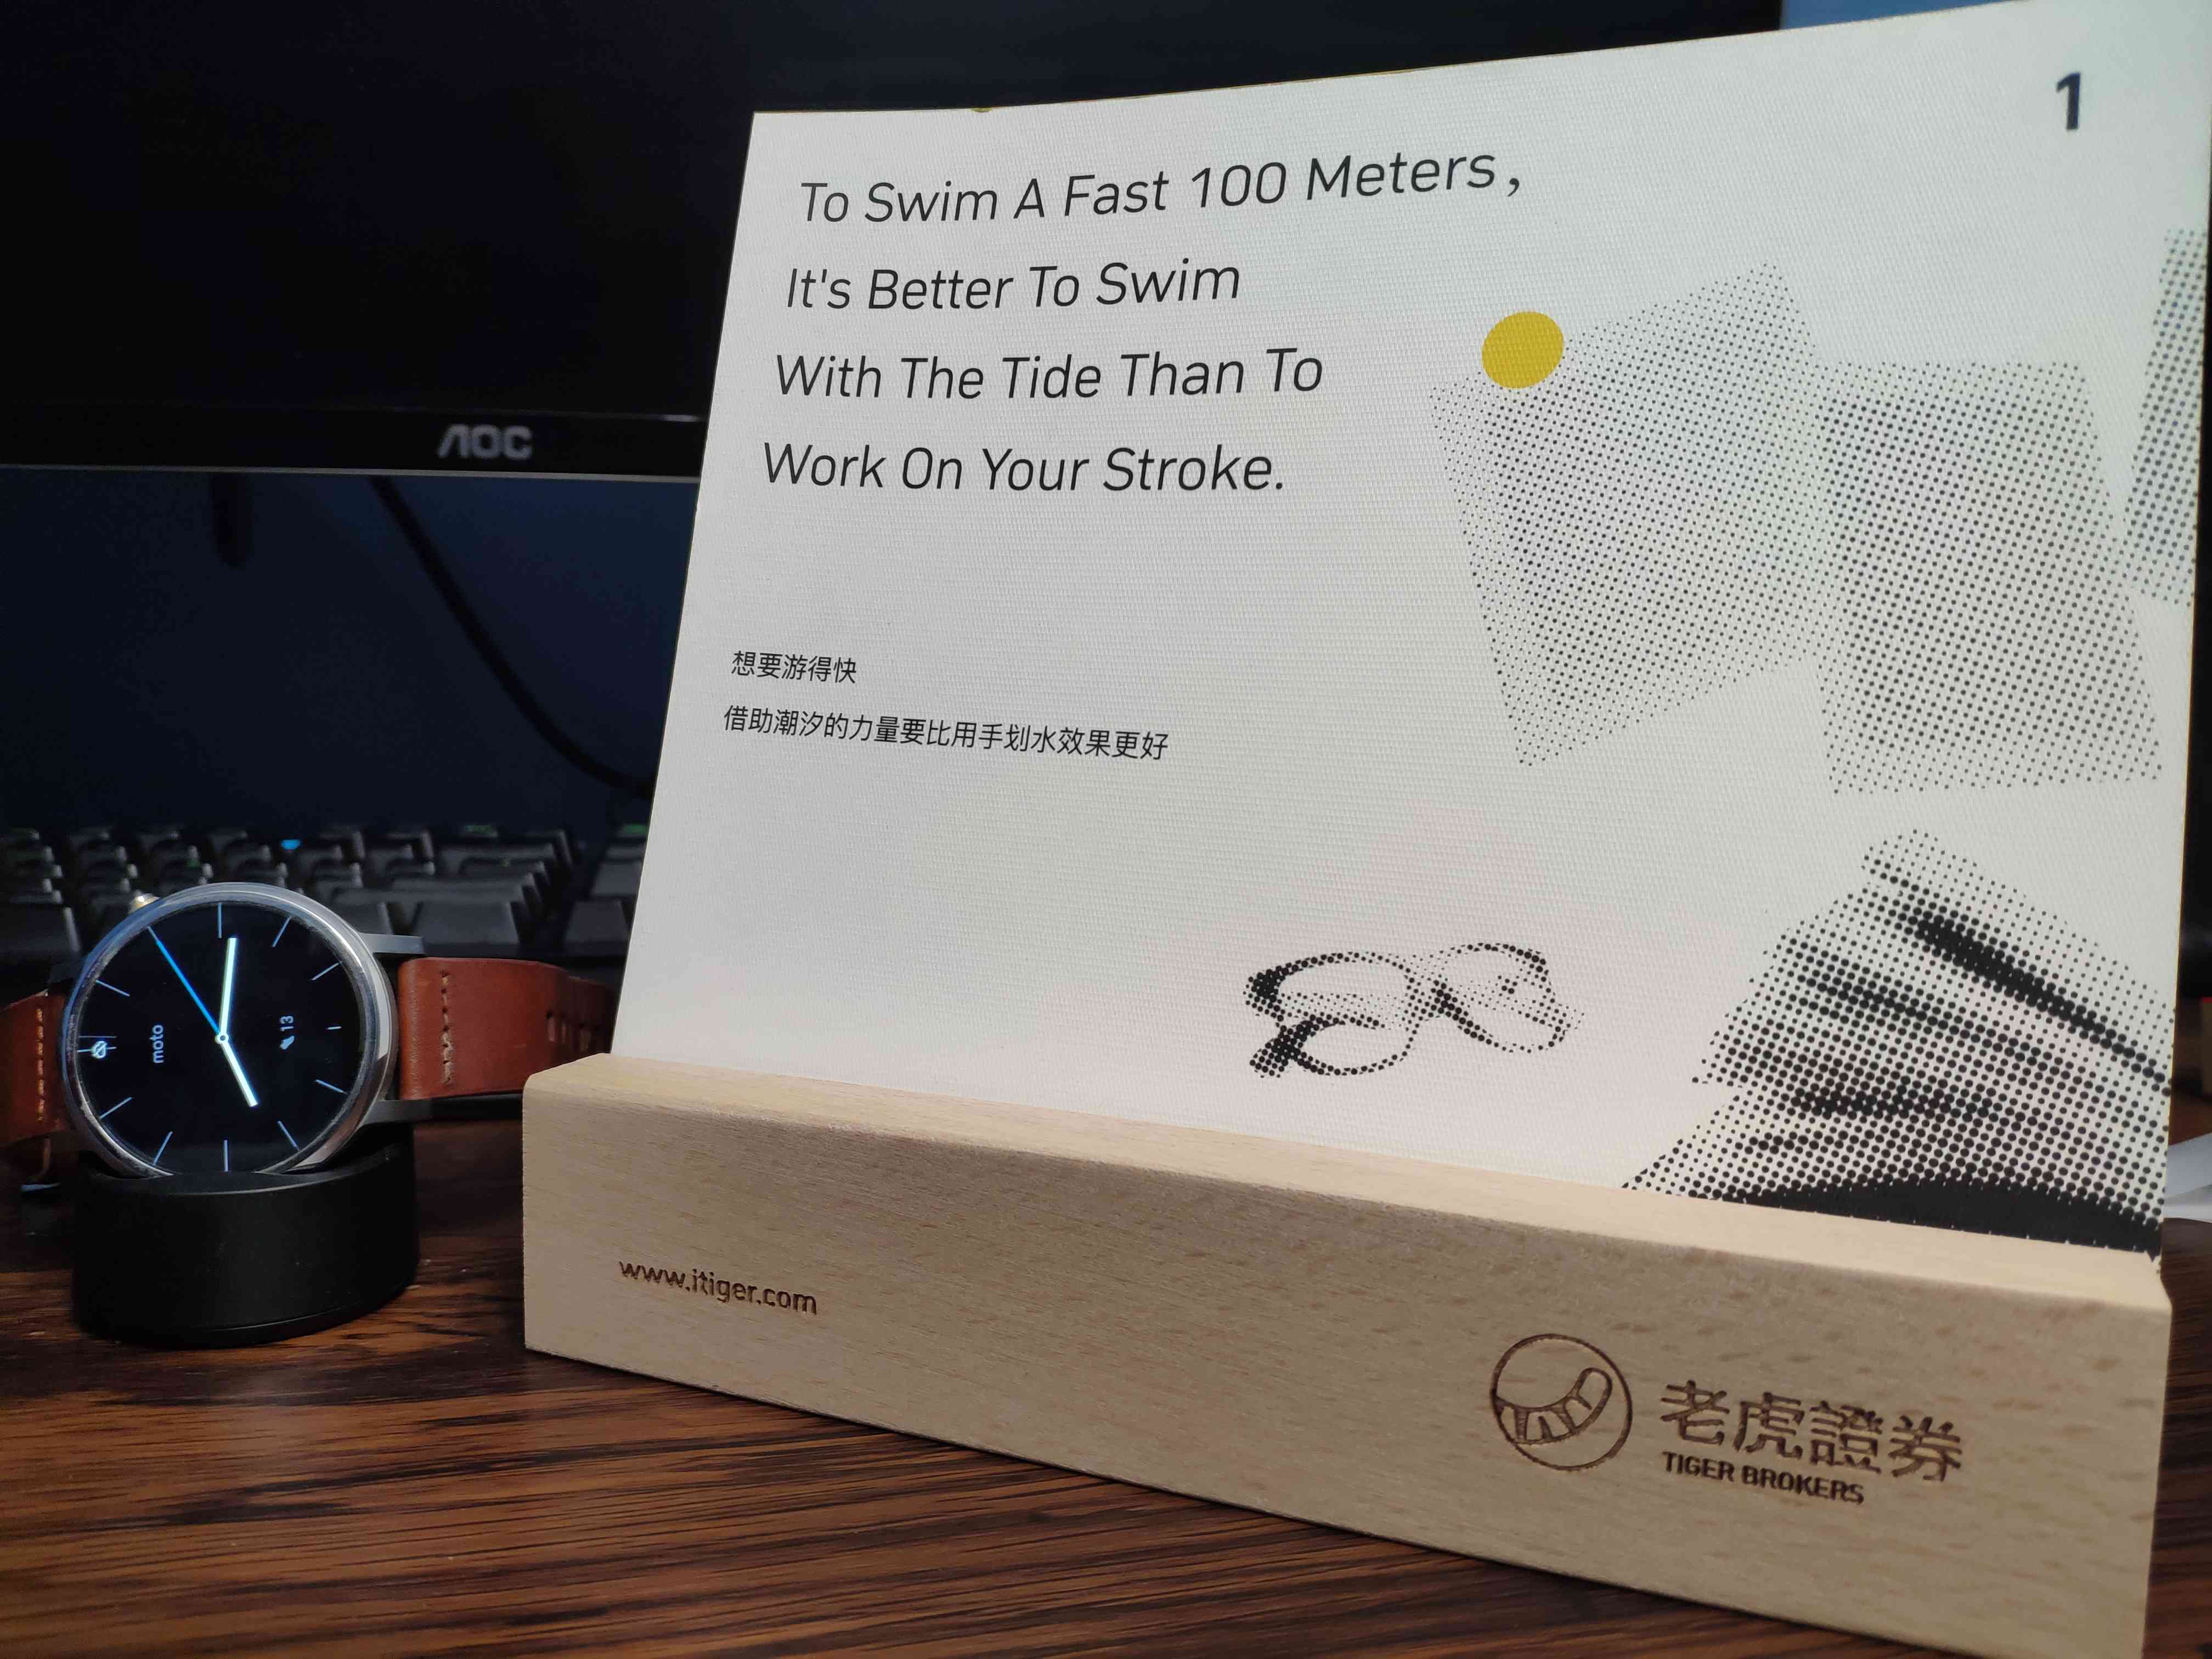 1
To Swim A Fast 100 Meters,
It's Better To Swim
With The Tide Than To
Work On Your Stroke.
想要游得快
借助潮汐的力量要比用手划水效果更好
AOC
moto
13
www.itiger.com
老虎證券
TIGER BROKERS